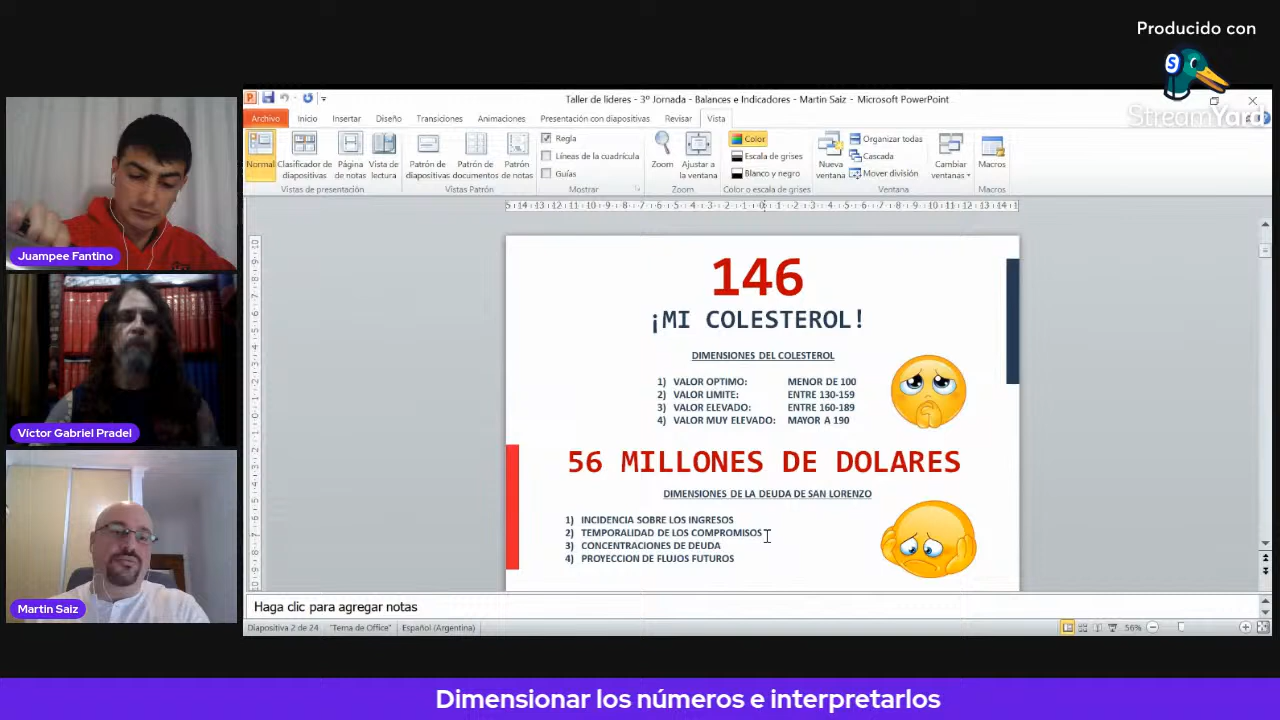 Producido con
StreamYard
Taller de lideres - 3º Jornada - Balances e Indicadores - Martin Saiz - Microsoft PowerPoint
Archivo Inicio Insertar Diseño Transiciones Animaciones Presentación con diapositivas Revisar Vista
Normal
Clasificador de diapositivas
Página de notas
Vista de lectura
Vistas de presentación
Patrón de diapositivas
Patrón de documentos
Patrón de notas
Vistas Patrón
Regla
Líneas de la cuadrícula
Guías
Mostrar
Zoom
Ajustar a la ventana
Zoom
Color
Escala de grises
Blanco y negro
Color o escala de grises
Nueva ventana
Organizar todas
Cascada
Mover división
Cambiar ventanas
Ventana
Macros
Macros
146
¡MI COLESTEROL!
DIMENSIONES DEL COLESTEROL
1) VALOR OPTIMO: MENOR DE 100
2) VALOR LIMITE: ENTRE 130-159
3) VALOR ELEVADO: ENTRE 160-189
4) VALOR MUY ELEVADO: MAYOR A 190
56 MILLONES DE DOLARES
DIMENSIONES DE LA DEUDA DE SAN LORENZO
1) INCIDENCIA SOBRE LOS INGRESOS
2) TEMPORALIDAD DE LOS COMPROMISOS
3) CONCENTRACIONES DE DEUDA
4) PROYECCION DE FLUJOS FUTUROS
Haga clic para agregar notas
Diapositiva 2 de 24 "Tema de Office" Español (Argentina) 56%
Juampee Fantino
Víctor Gabriel Pradel
Martin Saiz
Dimensionar los números e interpretarlos